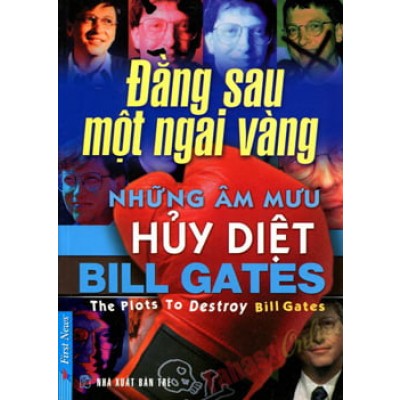 Đằng sau
một ngai vàng
NHỮNG ÂM MƯU
HỦY DIỆT
BILL GATES
The Plots To Destroy Bill Gates
First News
NHÀ XUẤT BẢN TRẺ